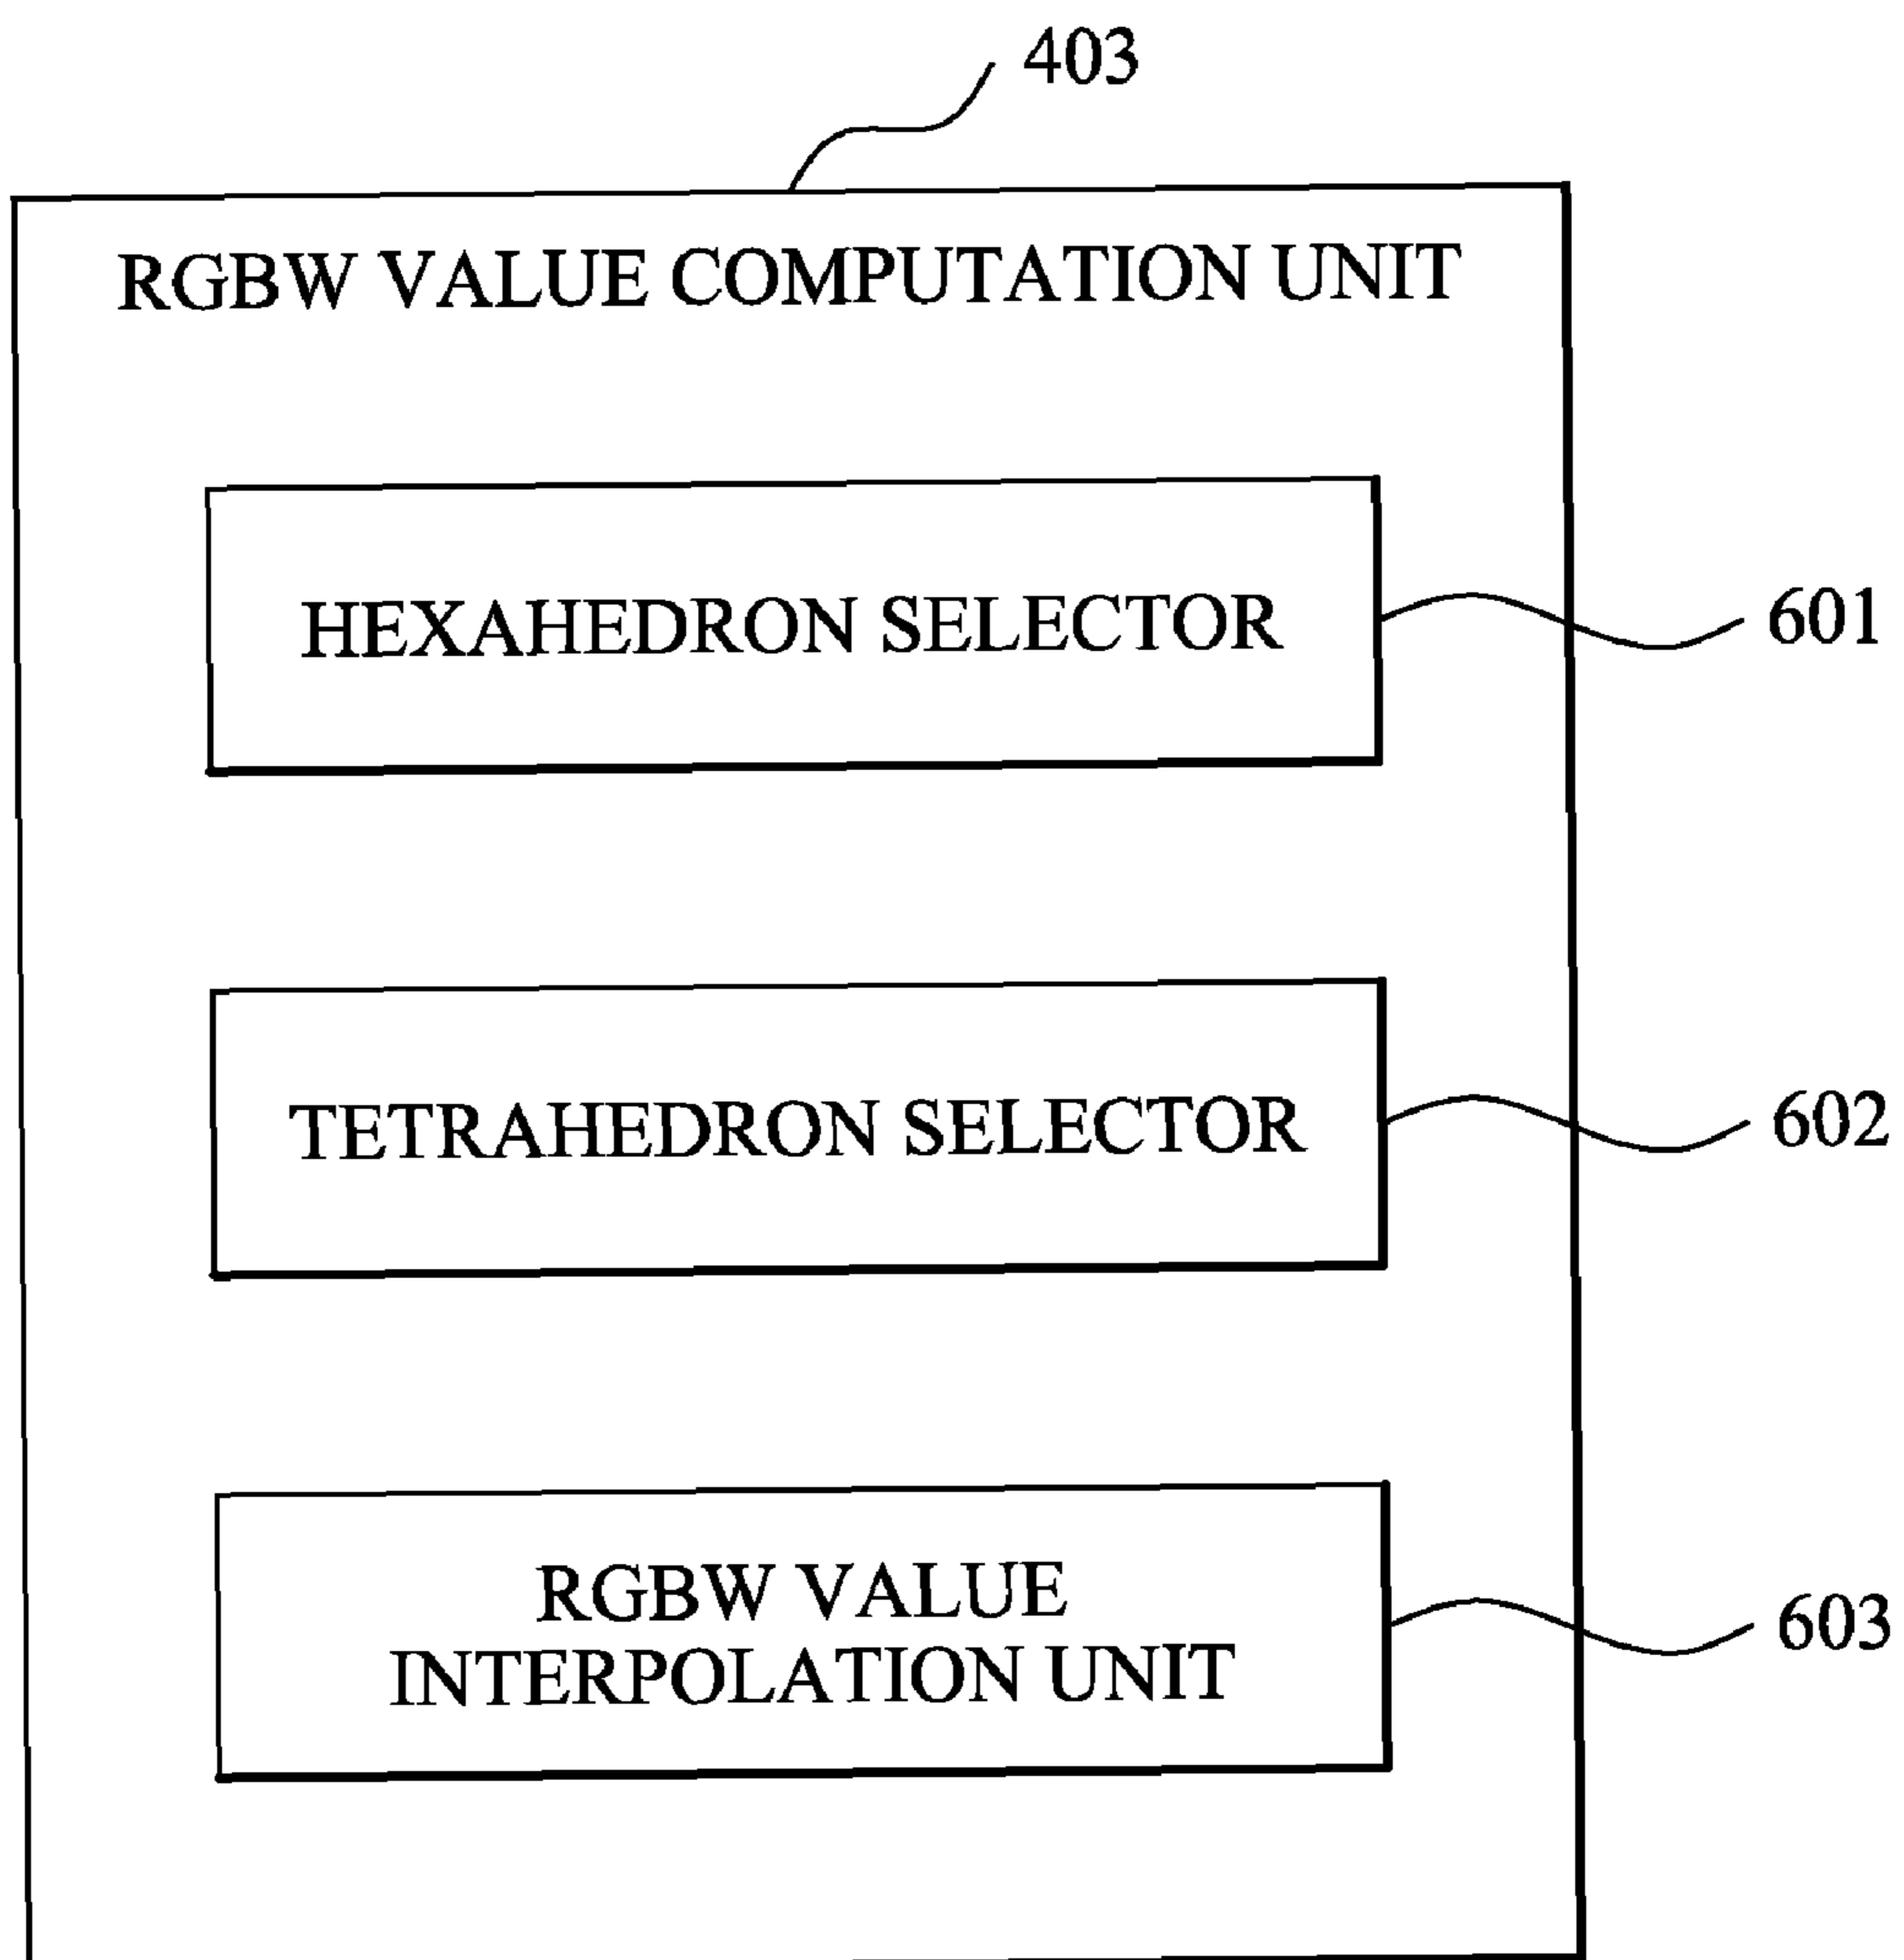 403
RGBW VALUE COMPUTATION UNIT
HEXAHEDRON SELECTOR
601
TETRAHEDRON SELECTOR
602
RGBW VALUE
INTERPOLATION UNIT
603